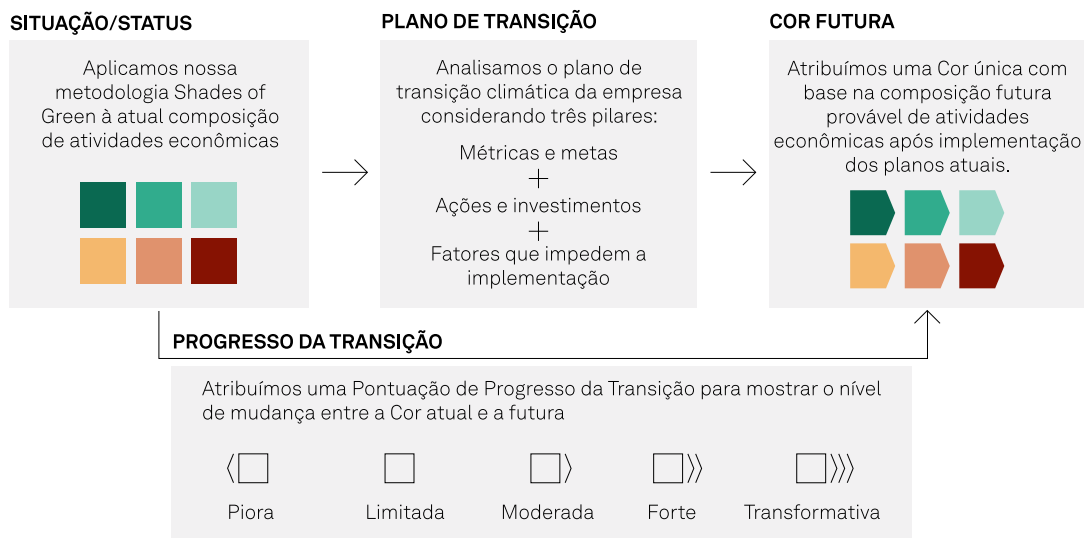 SITUAÇÃO/STATUS
Aplicamos nossa
metodologia Shades of
Green à atual composição
de atividades econômicas
PLANO DE TRANSIÇÃO
Analisamos o plano de
transição climática da empresa
considerando três pilares:
Métricas e metas
+
Ações e investimentos
+
Fatores que impedem a
implementação
COR FUTURA
Atribuímos uma Cor única com
base na composição futura
provável de atividades
econômicas após implementação
dos planos atuais.
PROGRESSO DA TRANSIÇÃO
Atribuímos uma Pontuação de Progresso da Transição para mostrar o nível
de mudança entre a Cor atual e a futura
Piora
Limitada
Moderada
Forte
Transformativa